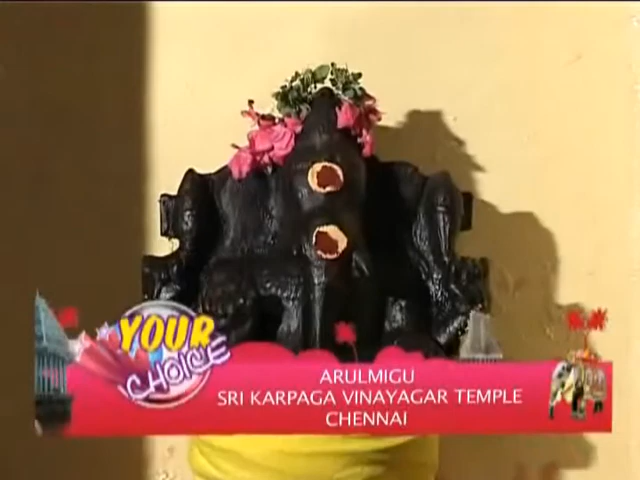 YOUR
CHOICE
ARULMIGU
SRI KARPAGA VINAYAGAR TEMPLE
CHENNAI